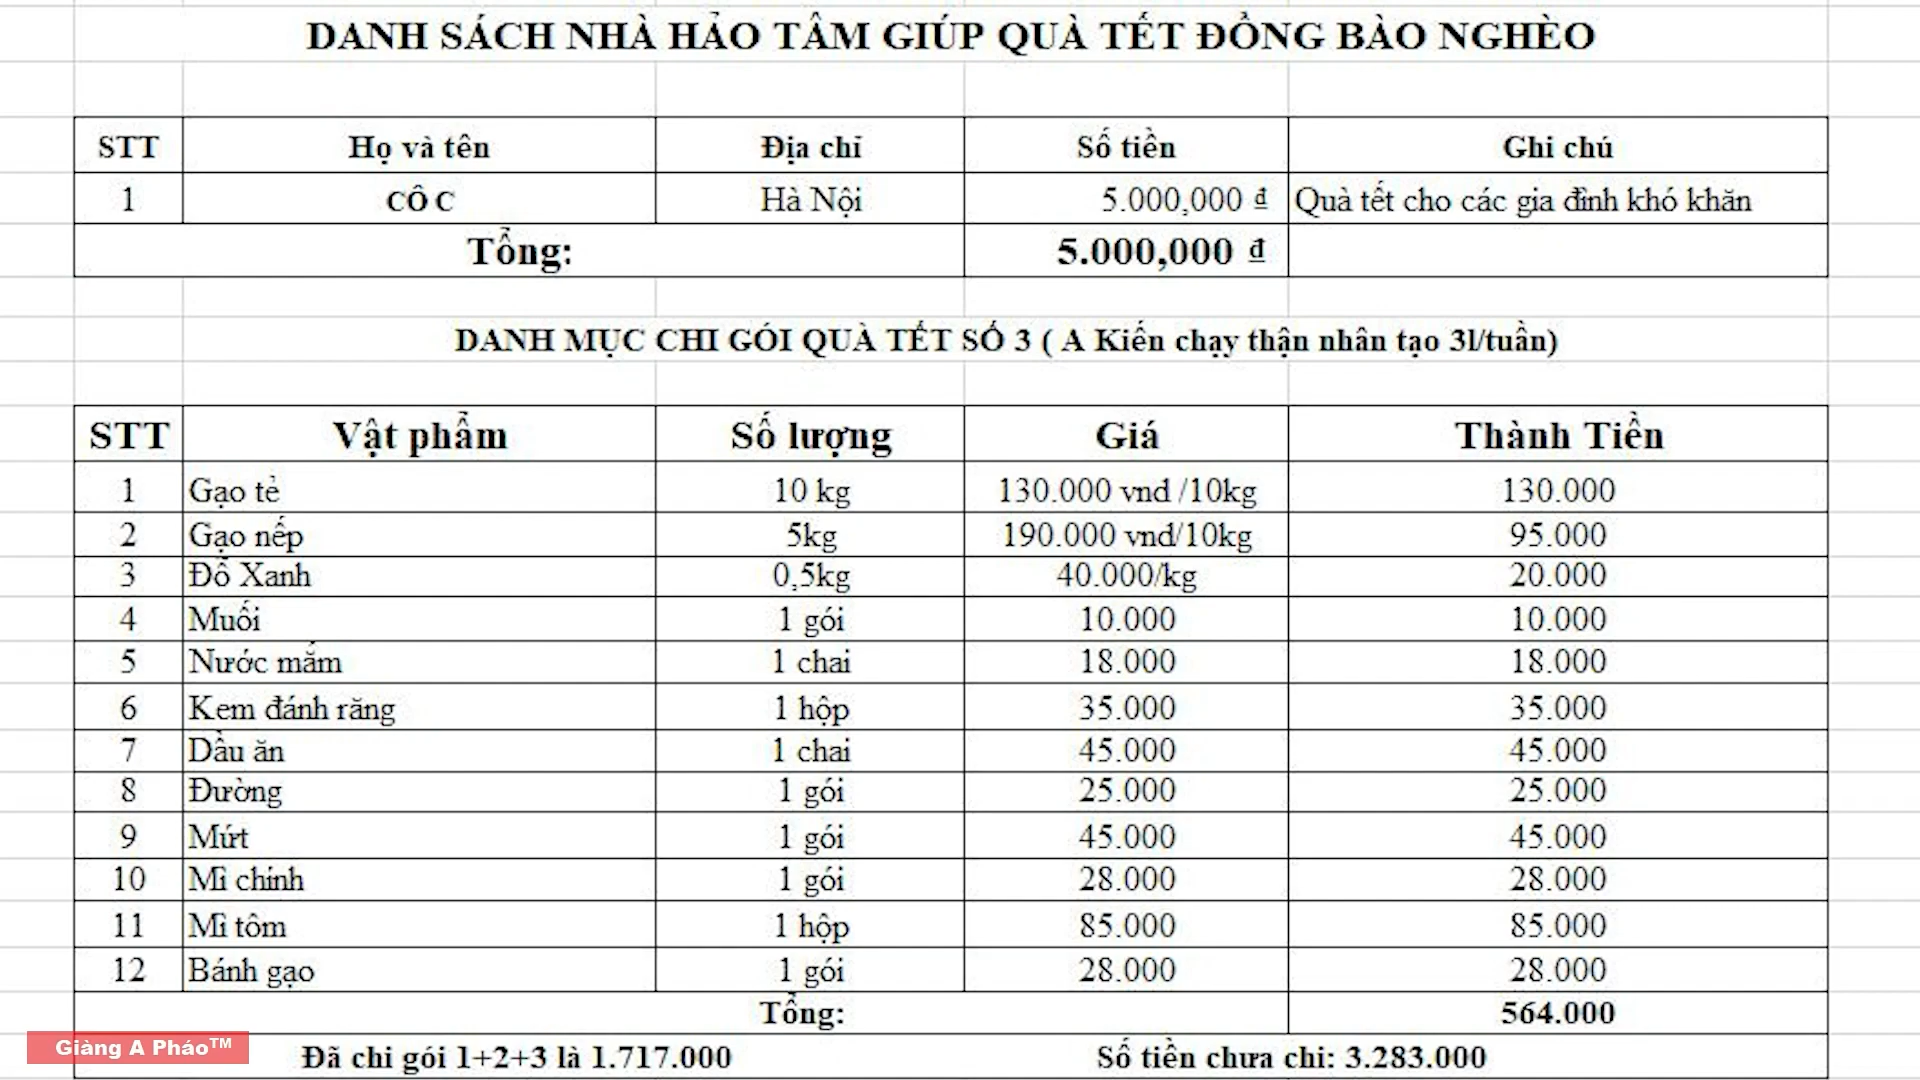 DANH SÁCH NHÀ HẢO TÂM GIÚP QUÀ TẾT ĐỒNG BÀO NGHÈO
STT Họ và tên Địa chỉ Số tiền Ghi chú
1 CÔ C Hà Nội 5.000,000 đ Quà tết cho các gia đình khó khăn
Tổng: 5.000,000 đ
DANH MỤC CHI GÓI QUÀ TẾT SỐ 3 ( A Kiến chạy thận nhân tạo 3l/tuần)
STT Vật phẩm Số lượng Giá Thành Tiền
1 Gạo tẻ 10 kg 130.000 vnd /10kg 130.000
2 Gạo nếp 5kg 190.000 vnd/10kg 95.000
3 Đỗ Xanh 0,5kg 40.000/kg 20.000
4 Muối 1 gói 10.000 10.000
5 Nước mắm 1 chai 18.000 18.000
6 Kem đánh răng 1 hộp 35.000 35.000
7 Dầu ăn 1 chai 45.000 45.000
8 Đường 1 gói 25.000 25.000
9 Mứt 1 gói 45.000 45.000
10 Mì chính 1 gói 28.000 28.000
11 Mì tôm 1 hộp 85.000 85.000
12 Bánh gạo 1 gói 28.000 28.000
Tổng: 564.000
Đã chi gói 1+2+3 là 1.717.000 Số tiền chưa chi: 3.283.000
Giàng A Pháo™